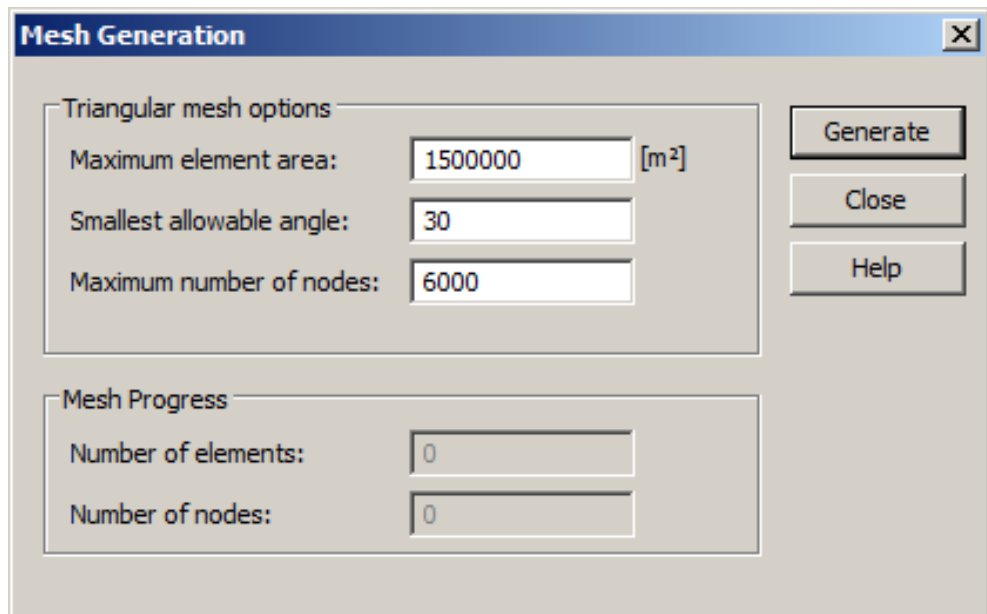 Mesh Generation
Triangular mesh options
Maximum element area: 1500000 [m²]
Smallest allowable angle: 30
Maximum number of nodes: 6000
Generate
Close
Help
Mesh Progress
Number of elements: 0
Number of nodes: 0